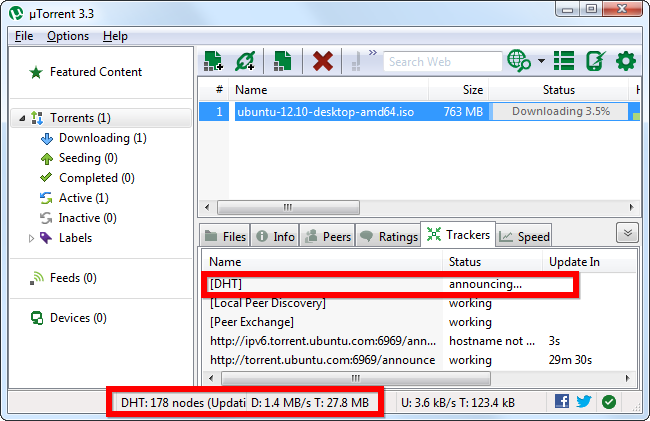 µTorrent 3.3
File Options Help
Featured Content
Torrents (1)
Downloading (1)
Seeding (0)
Completed (0)
Active (1)
Inactive (0)
Labels
Feeds (0)
Devices (0)
Search Web
# Name Size Status H
1 ubuntu-12.10-desktop-amd64.iso 763 MB Downloading 3.5%
Files Info Peers Ratings Trackers Speed
Name Status Update In
[DHT] announcing...
[Local Peer Discovery] working
[Peer Exchange] working
http://ipv6.torrent.ubuntu.com:6969/ann... hostname not ... 3s
http://torrent.ubuntu.com:6969/announce working 29m 30s
DHT: 178 nodes (Updati D: 1.4 MB/s T: 27.8 MB U: 3.6 kB/s T: 123.4 kB